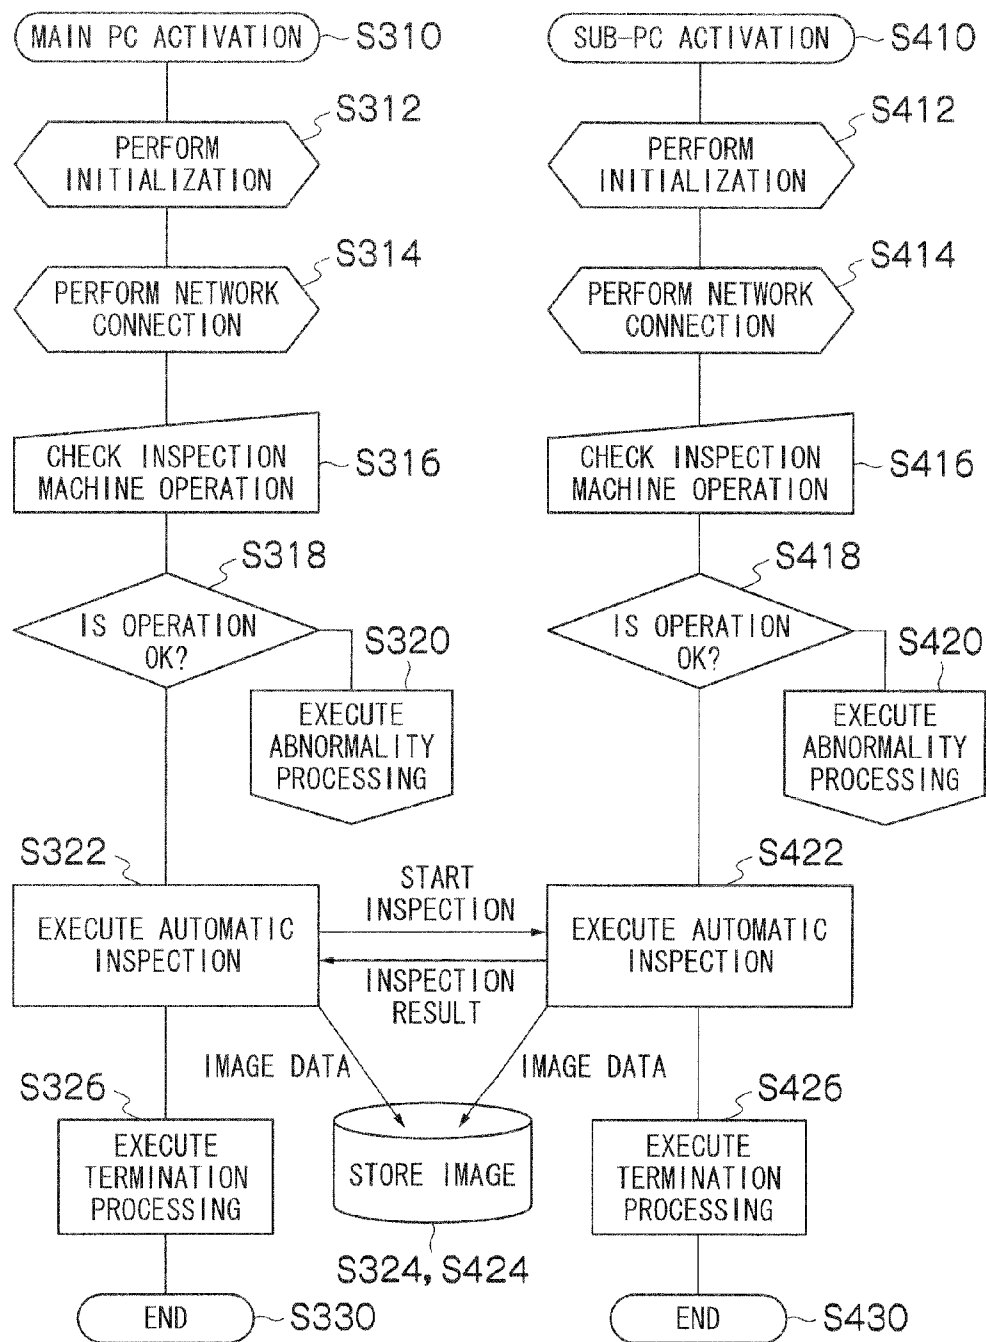 MAIN PC ACTIVATION
S310
SUB-PC ACTIVATION
S410
S312
PERFORM
INITIALIZATION
S412
PERFORM
INITIALIZATION
S314
PERFORM NETWORK
CONNECTION
S414
PERFORM NETWORK
CONNECTION
CHECK INSPECTION
MACHINE OPERATION
S316
CHECK INSPECTION
MACHINE OPERATION
S416
S318
IS OPERATION
OK?
S418
IS OPERATION
OK?
S320
EXECUTE
ABNORMALITY
PROCESSING
S420
EXECUTE
ABNORMALITY
PROCESSING
S322
EXECUTE AUTOMATIC
INSPECTION
START
INSPECTION
INSPECTION
RESULT
S422
EXECUTE AUTOMATIC
INSPECTION
IMAGE DATA
IMAGE DATA
S326
EXECUTE
TERMINATION
PROCESSING
STORE IMAGE
S324, S424
S426
EXECUTE
TERMINATION
PROCESSING
END
S330
END
S430